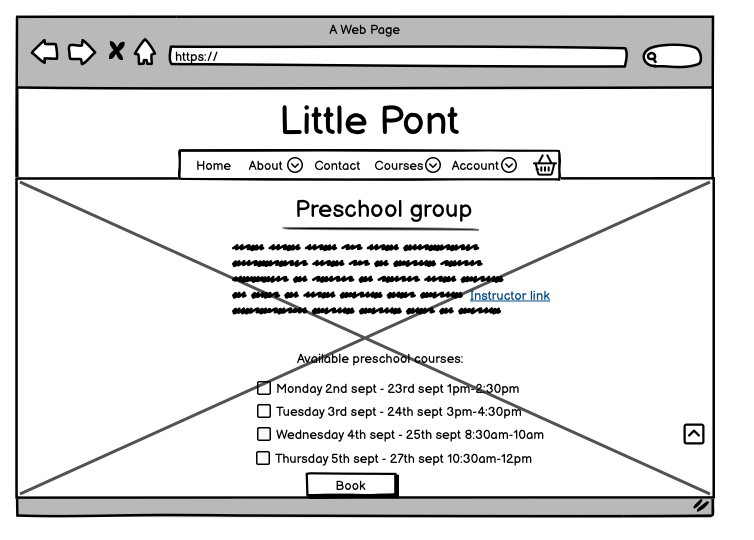 A Web Page
https://
Little Pont
Home About Contact Courses Account
Preschool group
Instructor link
Available preschool courses:
Monday 2nd sept - 23rd sept 1pm-2:30pm
Tuesday 3rd sept - 24th sept 3pm-4:30pm
Wednesday 4th sept - 25th sept 8:30am-10am
Thursday 5th sept - 27th sept 10:30am-12pm
Book